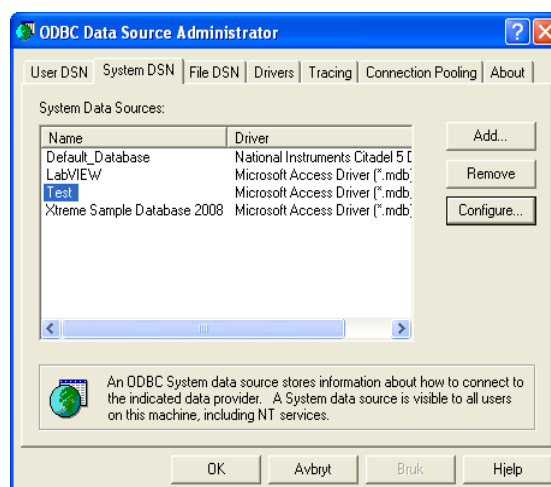 ODBC Data Source Administrator
User DSN System DSN File DSN Drivers Tracing Connection Pooling About
System Data Sources:
Name Driver
Default_Database National Instruments Citadel 5 D
LabVIEW Microsoft Access Driver (*.mdb)
Test Microsoft Access Driver (*.mdb,
Xtreme Sample Database 2008 Microsoft Access Driver (*.mdb)
Add...
Remove
Configure...
An ODBC System data source stores information about how to connect to
the indicated data provider. A System data source is visible to all users
on this machine, including NT services.
OK Avbryt Bruk Hjelp